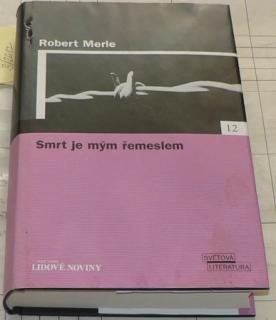 Robert Merle
12
Smrt je mým řemeslem
LIDOVÉ NOVINY
SVĚTOVÁ
LITERATURA